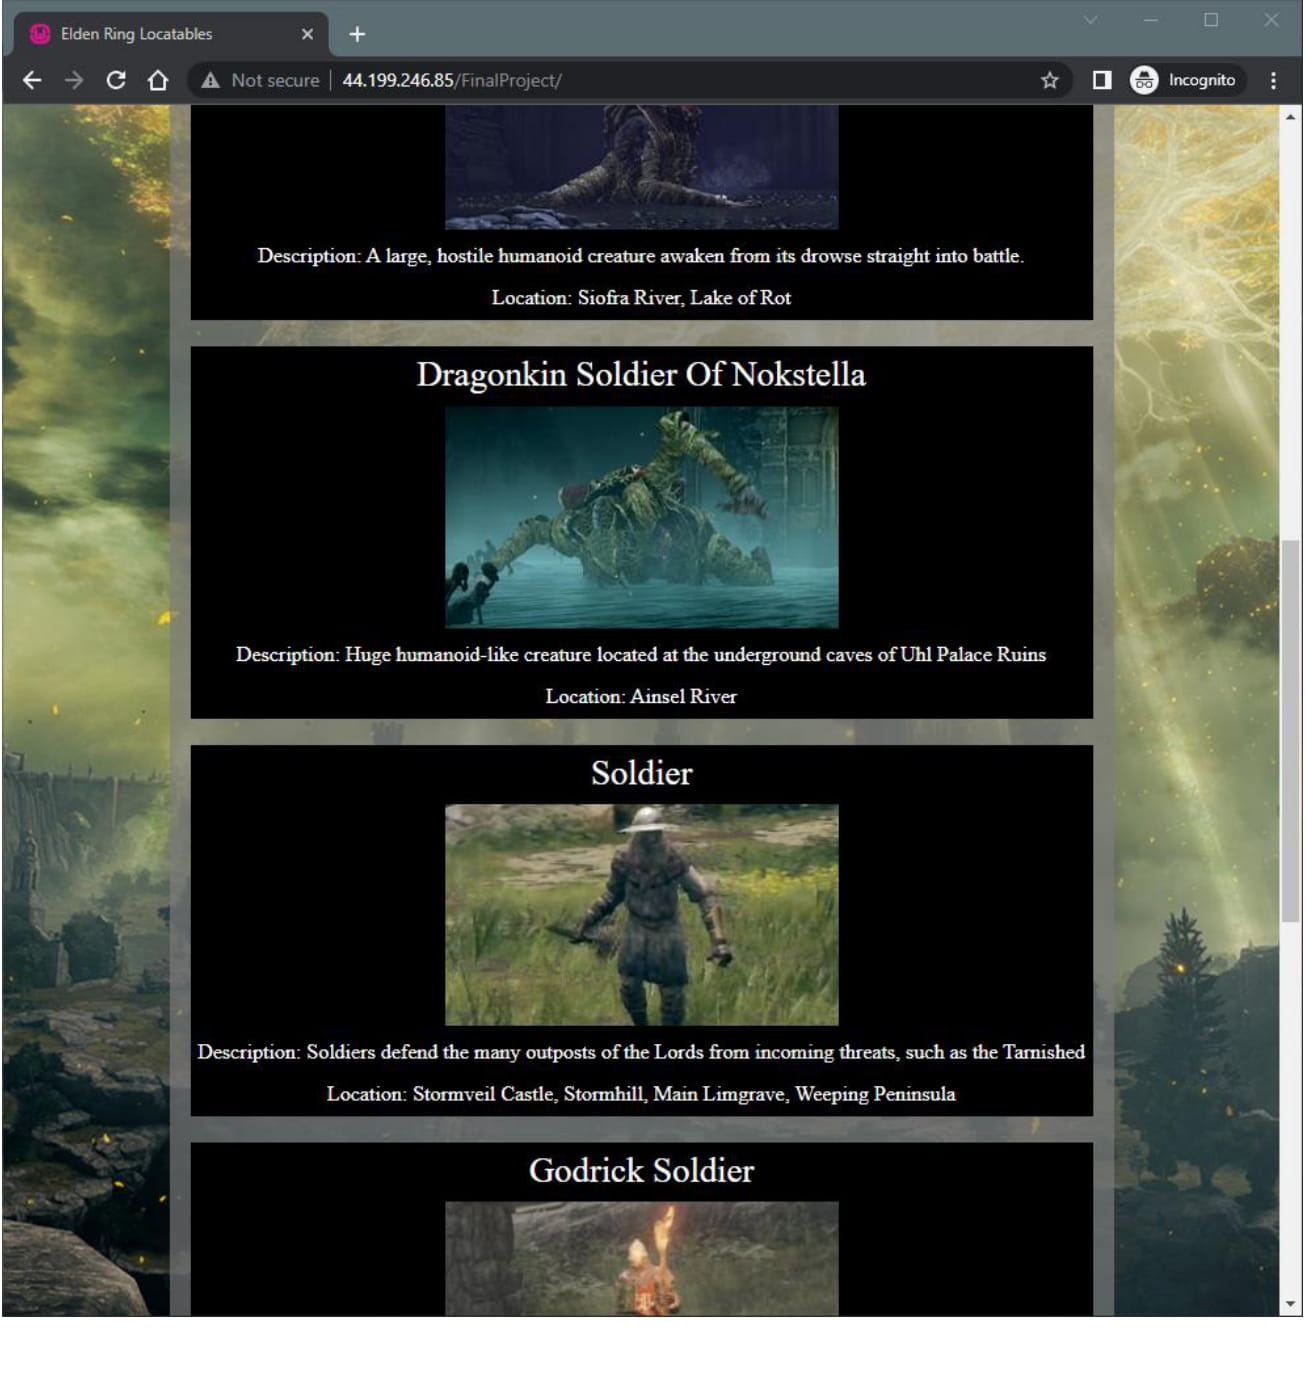 Elden Ring Locatables
Not secure 44.199.246.85/FinalProject/
Incognito
Description: A large, hostile humanoid creature awaken from its drowse straight into battle.
Location: Siofra River, Lake of Rot
Dragonkin Soldier Of Nokstella
Description: Huge humanoid-like creature located at the underground caves of Uhl Palace Ruins
Location: Ainsel River
Soldier
Description: Soldiers defend the many outposts of the Lords from incoming threats, such as the Tarnished
Location: Stormveil Castle, Stormhill, Main Limgrave, Weeping Peninsula
Godrick Soldier